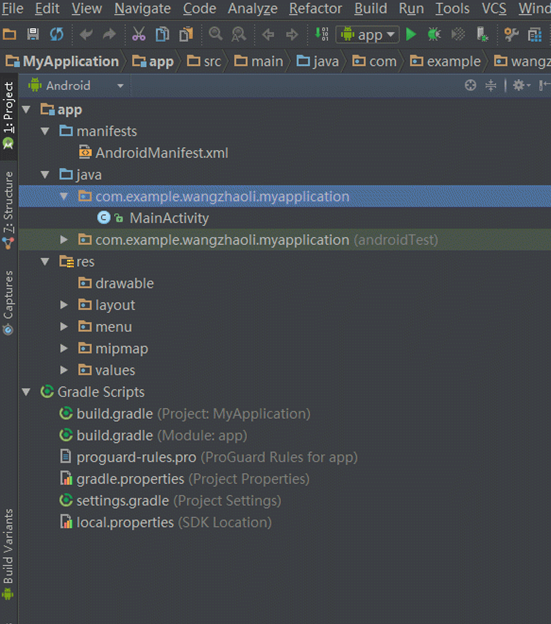 File Edit View Navigate Code Analyze Refactor Build Run Tools VCS Wind
app
MyApplication app src main java com example wangz
1: Project
Android
app
manifests
AndroidManifest.xml
java
com.example.wangzhaoli.myapplication
MainActivity
com.example.wangzhaoli.myapplication (androidTest)
res
drawable
layout
menu
mipmap
values
Gradle Scripts
build.gradle (Project: MyApplication)
build.gradle (Module: app)
proguard-rules.pro (ProGuard Rules for app)
gradle.properties (Project Properties)
settings.gradle (Project Settings)
local.properties (SDK Location)
Z: Structure
Captures
Build Variants